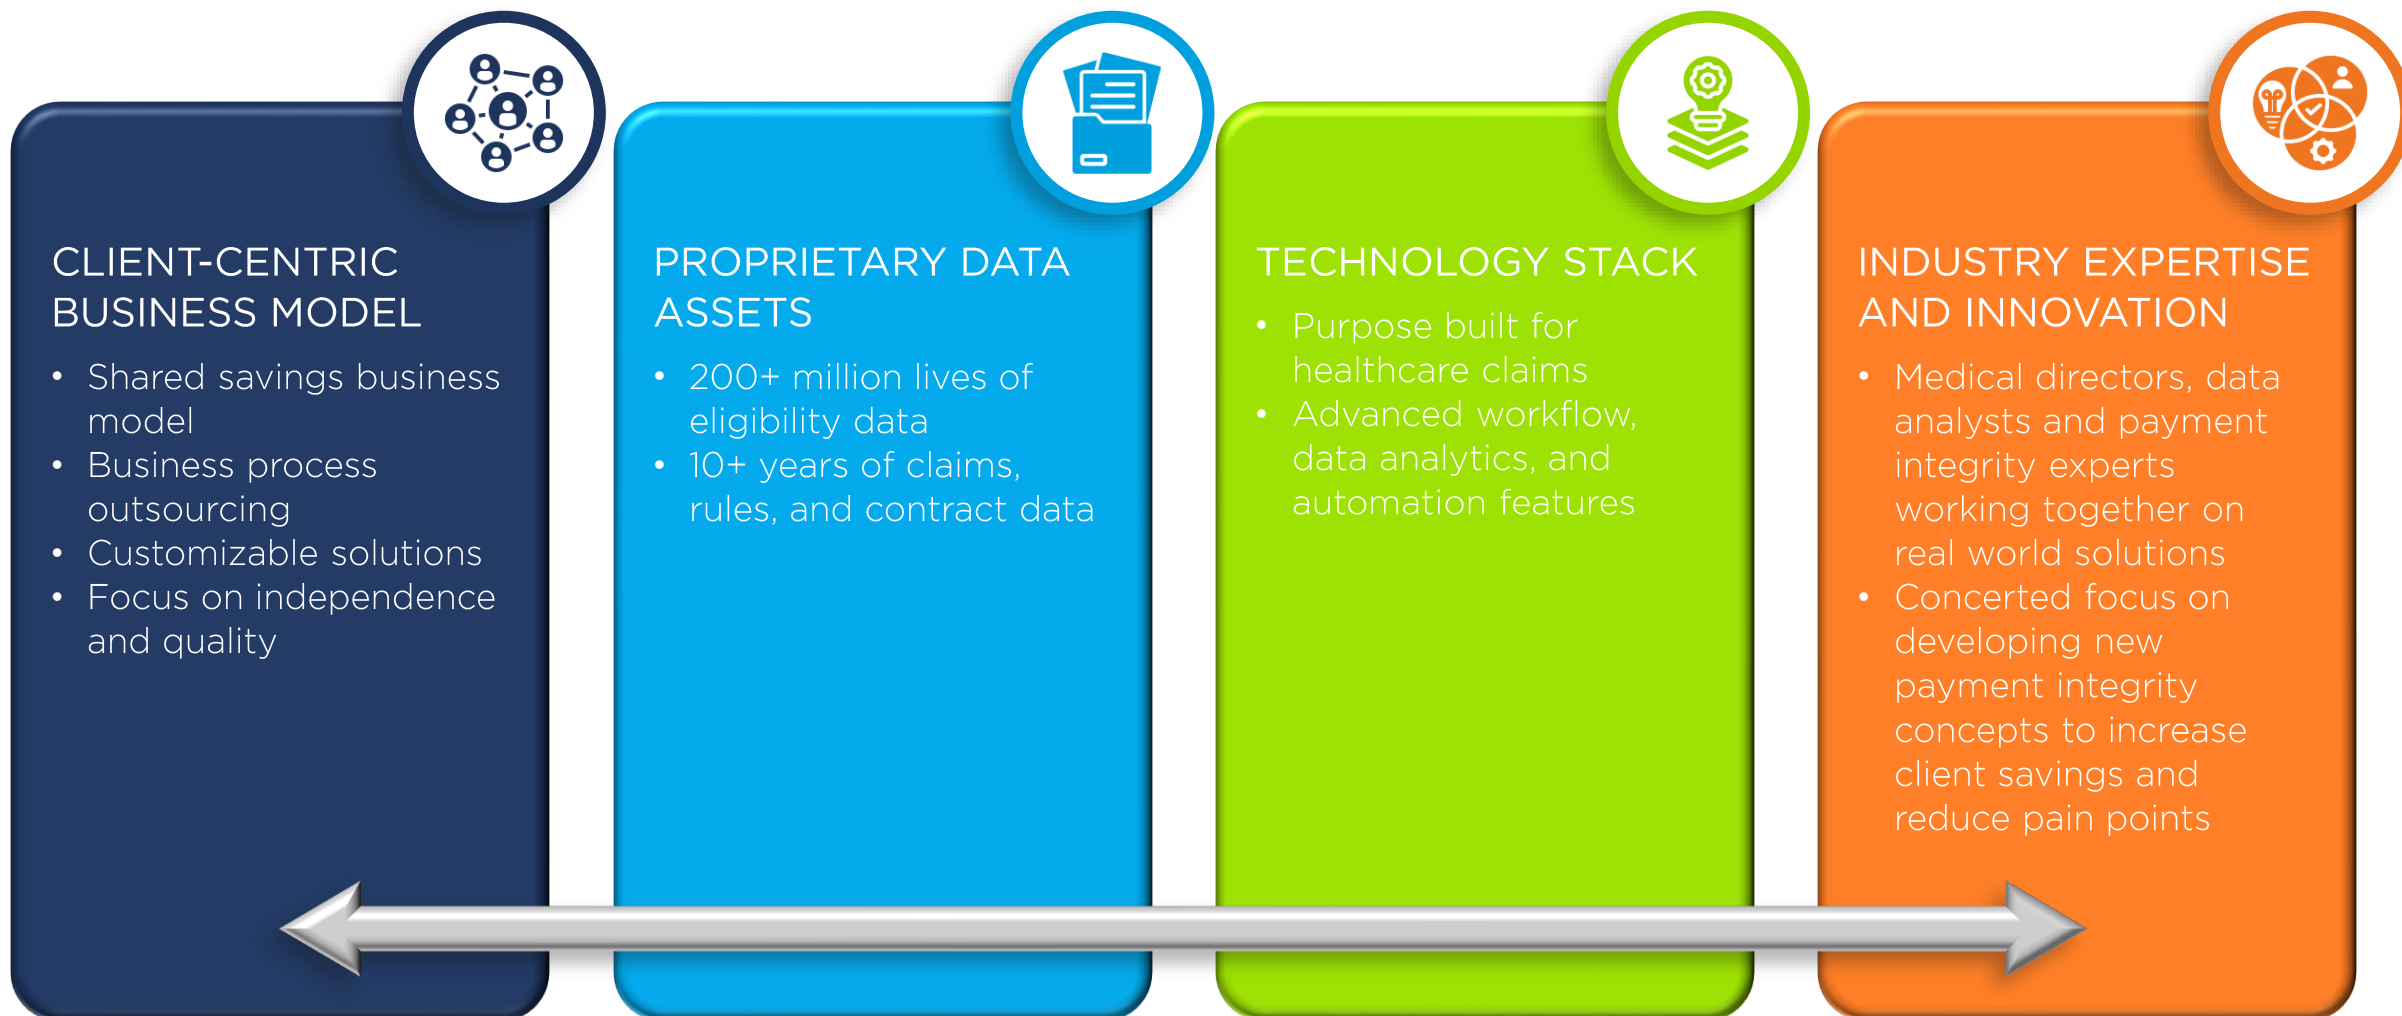 CLIENT-CENTRIC
BUSINESS MODEL
• Shared savings business
model
• Business process
outsourcing
• Customizable solutions
• Focus on independence
and quality
PROPRIETARY DATA
ASSETS
• 200+ million lives of
eligibility data
• 10+ years of claims,
rules, and contract data
TECHNOLOGY STACK
• Purpose built for
healthcare claims
• Advanced workflow,
data analytics, and
automation features
INDUSTRY EXPERTISE
AND INNOVATION
• Medical directors, data
analysts and payment
integrity experts
working together on
real world solutions
• Concerted focus on
developing new
payment integrity
concepts to increase
client savings and
reduce pain points